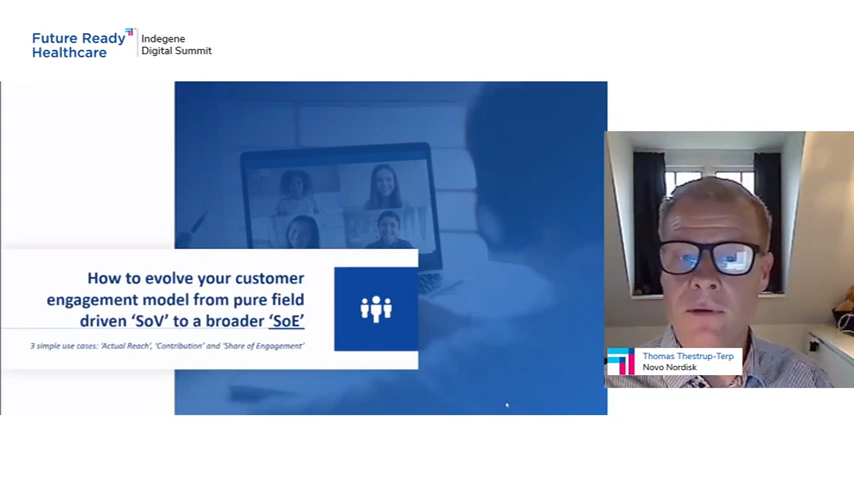 Future Ready
Healthcare
Indegene
Digital Summit
How to evolve your customer
engagement model from pure field
driven ‘SoV’ to a broader ‘SoE’
3 simple use cases: ‘Actual Reach’, ‘Contribution’ and ‘Share of Engagement’
Thomas Thestrup-Terp
Novo Nordisk